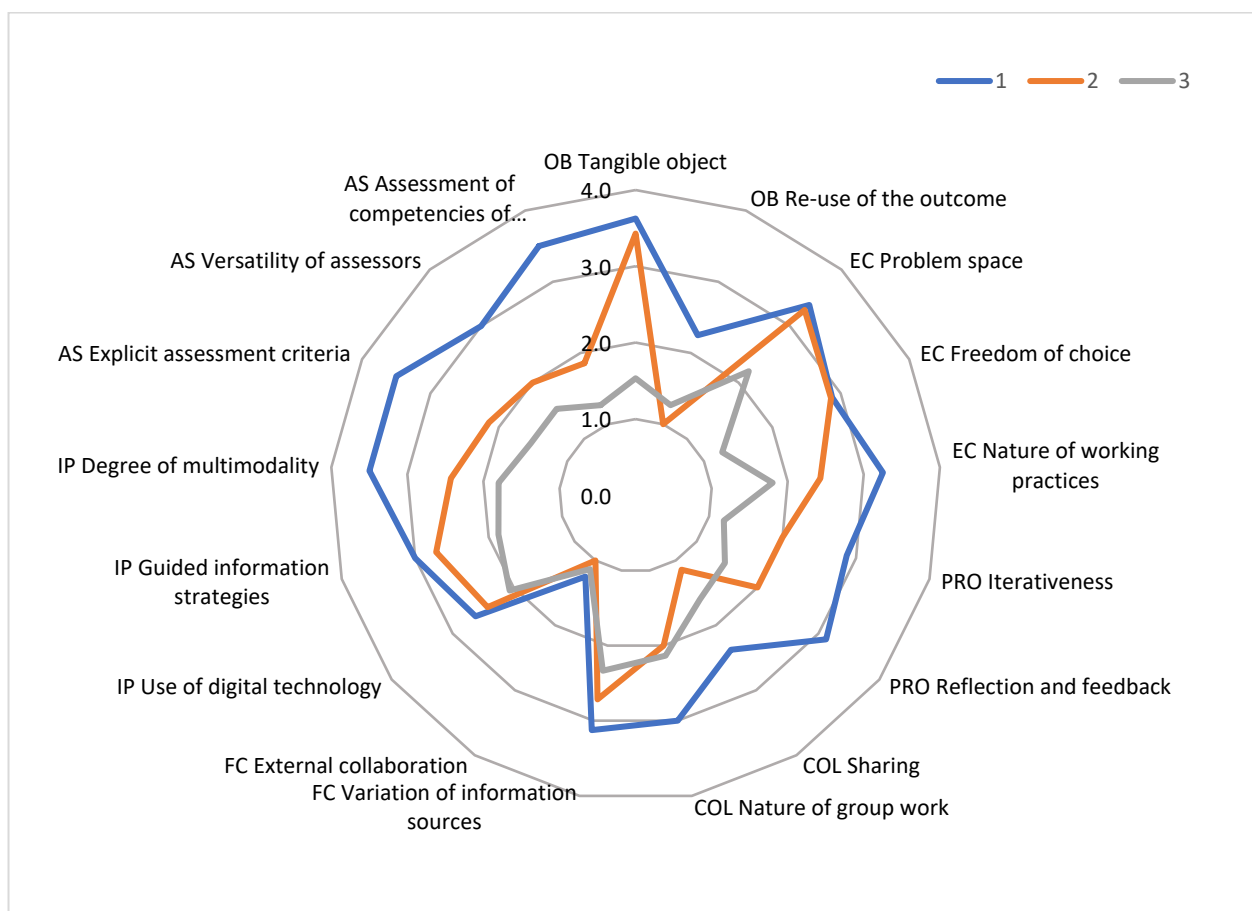 1 2 3
OB Tangible object
OB Re-use of the outcome
EC Problem space
EC Freedom of choice
EC Nature of working
practices
PRO Iterativeness
PRO Reflection and feedback
COL Sharing
COL Nature of group work
FC Variation of information
sources
FC External collaboration
IP Use of digital technology
IP Guided information
strategies
IP Degree of multimodality
AS Explicit assessment criteria
AS Versatility of assessors
AS Assessment of
competencies of...
4.0
3.0
2.0
1.0
0.0